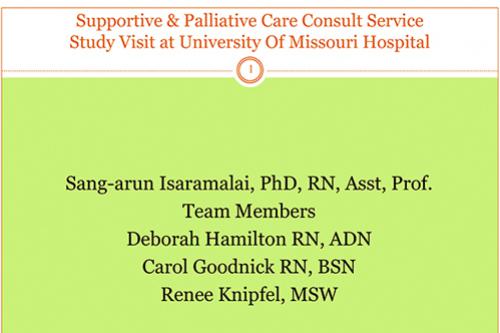 Supportive & Palliative Care Consult Service
Study Visit at University Of Missouri Hospital
1
Sang-arun Isaramalai, PhD, RN, Asst, Prof.
Team Members
Deborah Hamilton RN, ADN
Carol Goodnick RN, BSN
Renee Knipfel, MSW